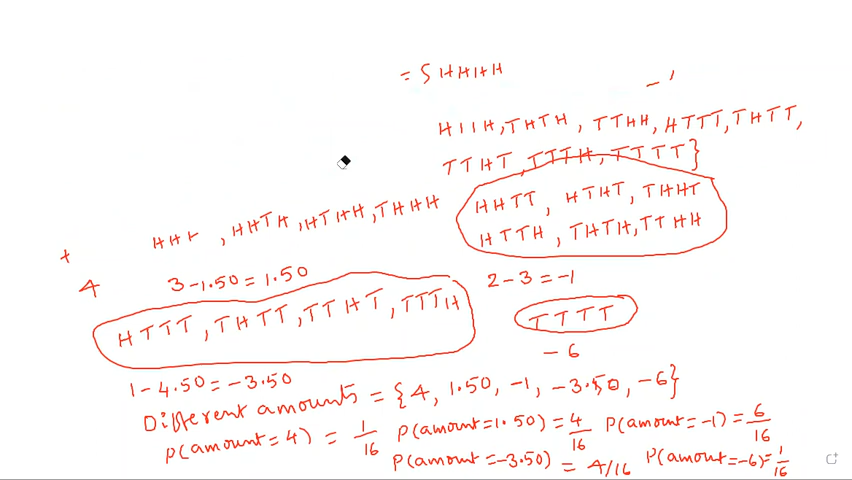 = { HHHH
HTTH, THTH, TTHH, HTTT, THTT,
TTHT, TTTH, TTTT}
HHTT, HTHT, THHT
HTTH, THTH, TTHH
, HHTH, HTHH, THHH
+
4 3-1.50=1.50 2-3=-1
HTTT, THTT, TTHT, TTTH TTTT
-6
1-4.50=-3.50
Different amounts = {4, 1.50, -1, -3.50, -6}
P(amount=4) = 1/16 P(amount=1.50) = 4/16 P(amount=-1) = 6/16
P(amount=-3.50) = 4/16 P(amount=-6) = 1/16